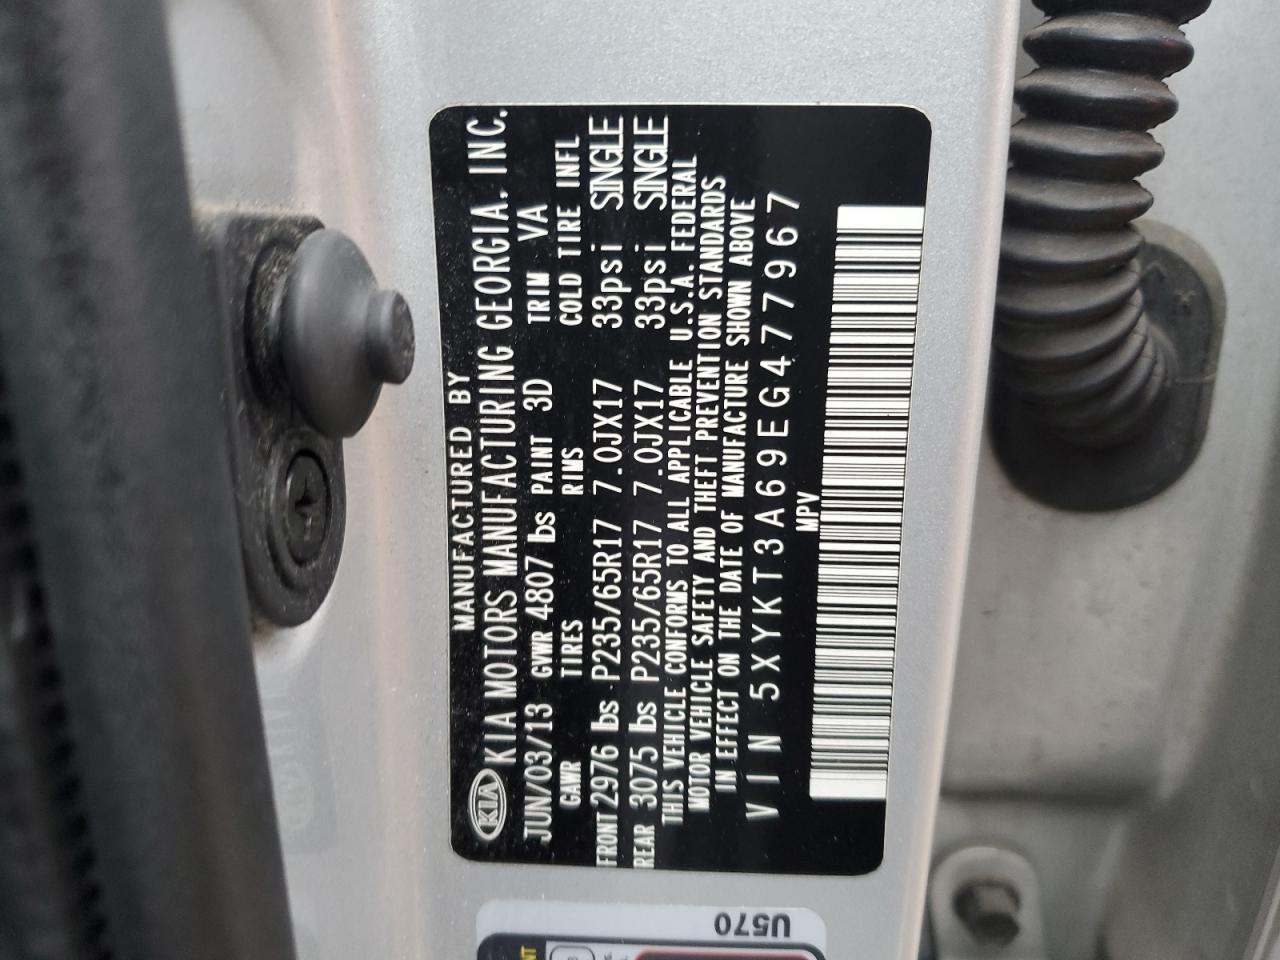 MANUFACTURED BY
KIA KIA MOTORS MANUFACTURING GEORGIA, INC.
JUN/03/13 GVWR 4807 lbs PAINT 3D TRIM VA
GAWR TIRES RIMS COLD TIRE INFL
FRONT 2976 lbs P235/65R17 7.0JX17 33psi SINGLE
REAR 3075 lbs P235/65R17 7.0JX17 33psi SINGLE
THIS VEHICLE CONFORMS TO ALL APPLICABLE U.S.A. FEDERAL
MOTOR VEHICLE SAFETY AND THEFT PREVENTION STANDARDS
IN EFFECT ON THE DATE OF MANUFACTURE SHOWN ABOVE
VIN 5XYKT3A69EG477967
MPV
U570